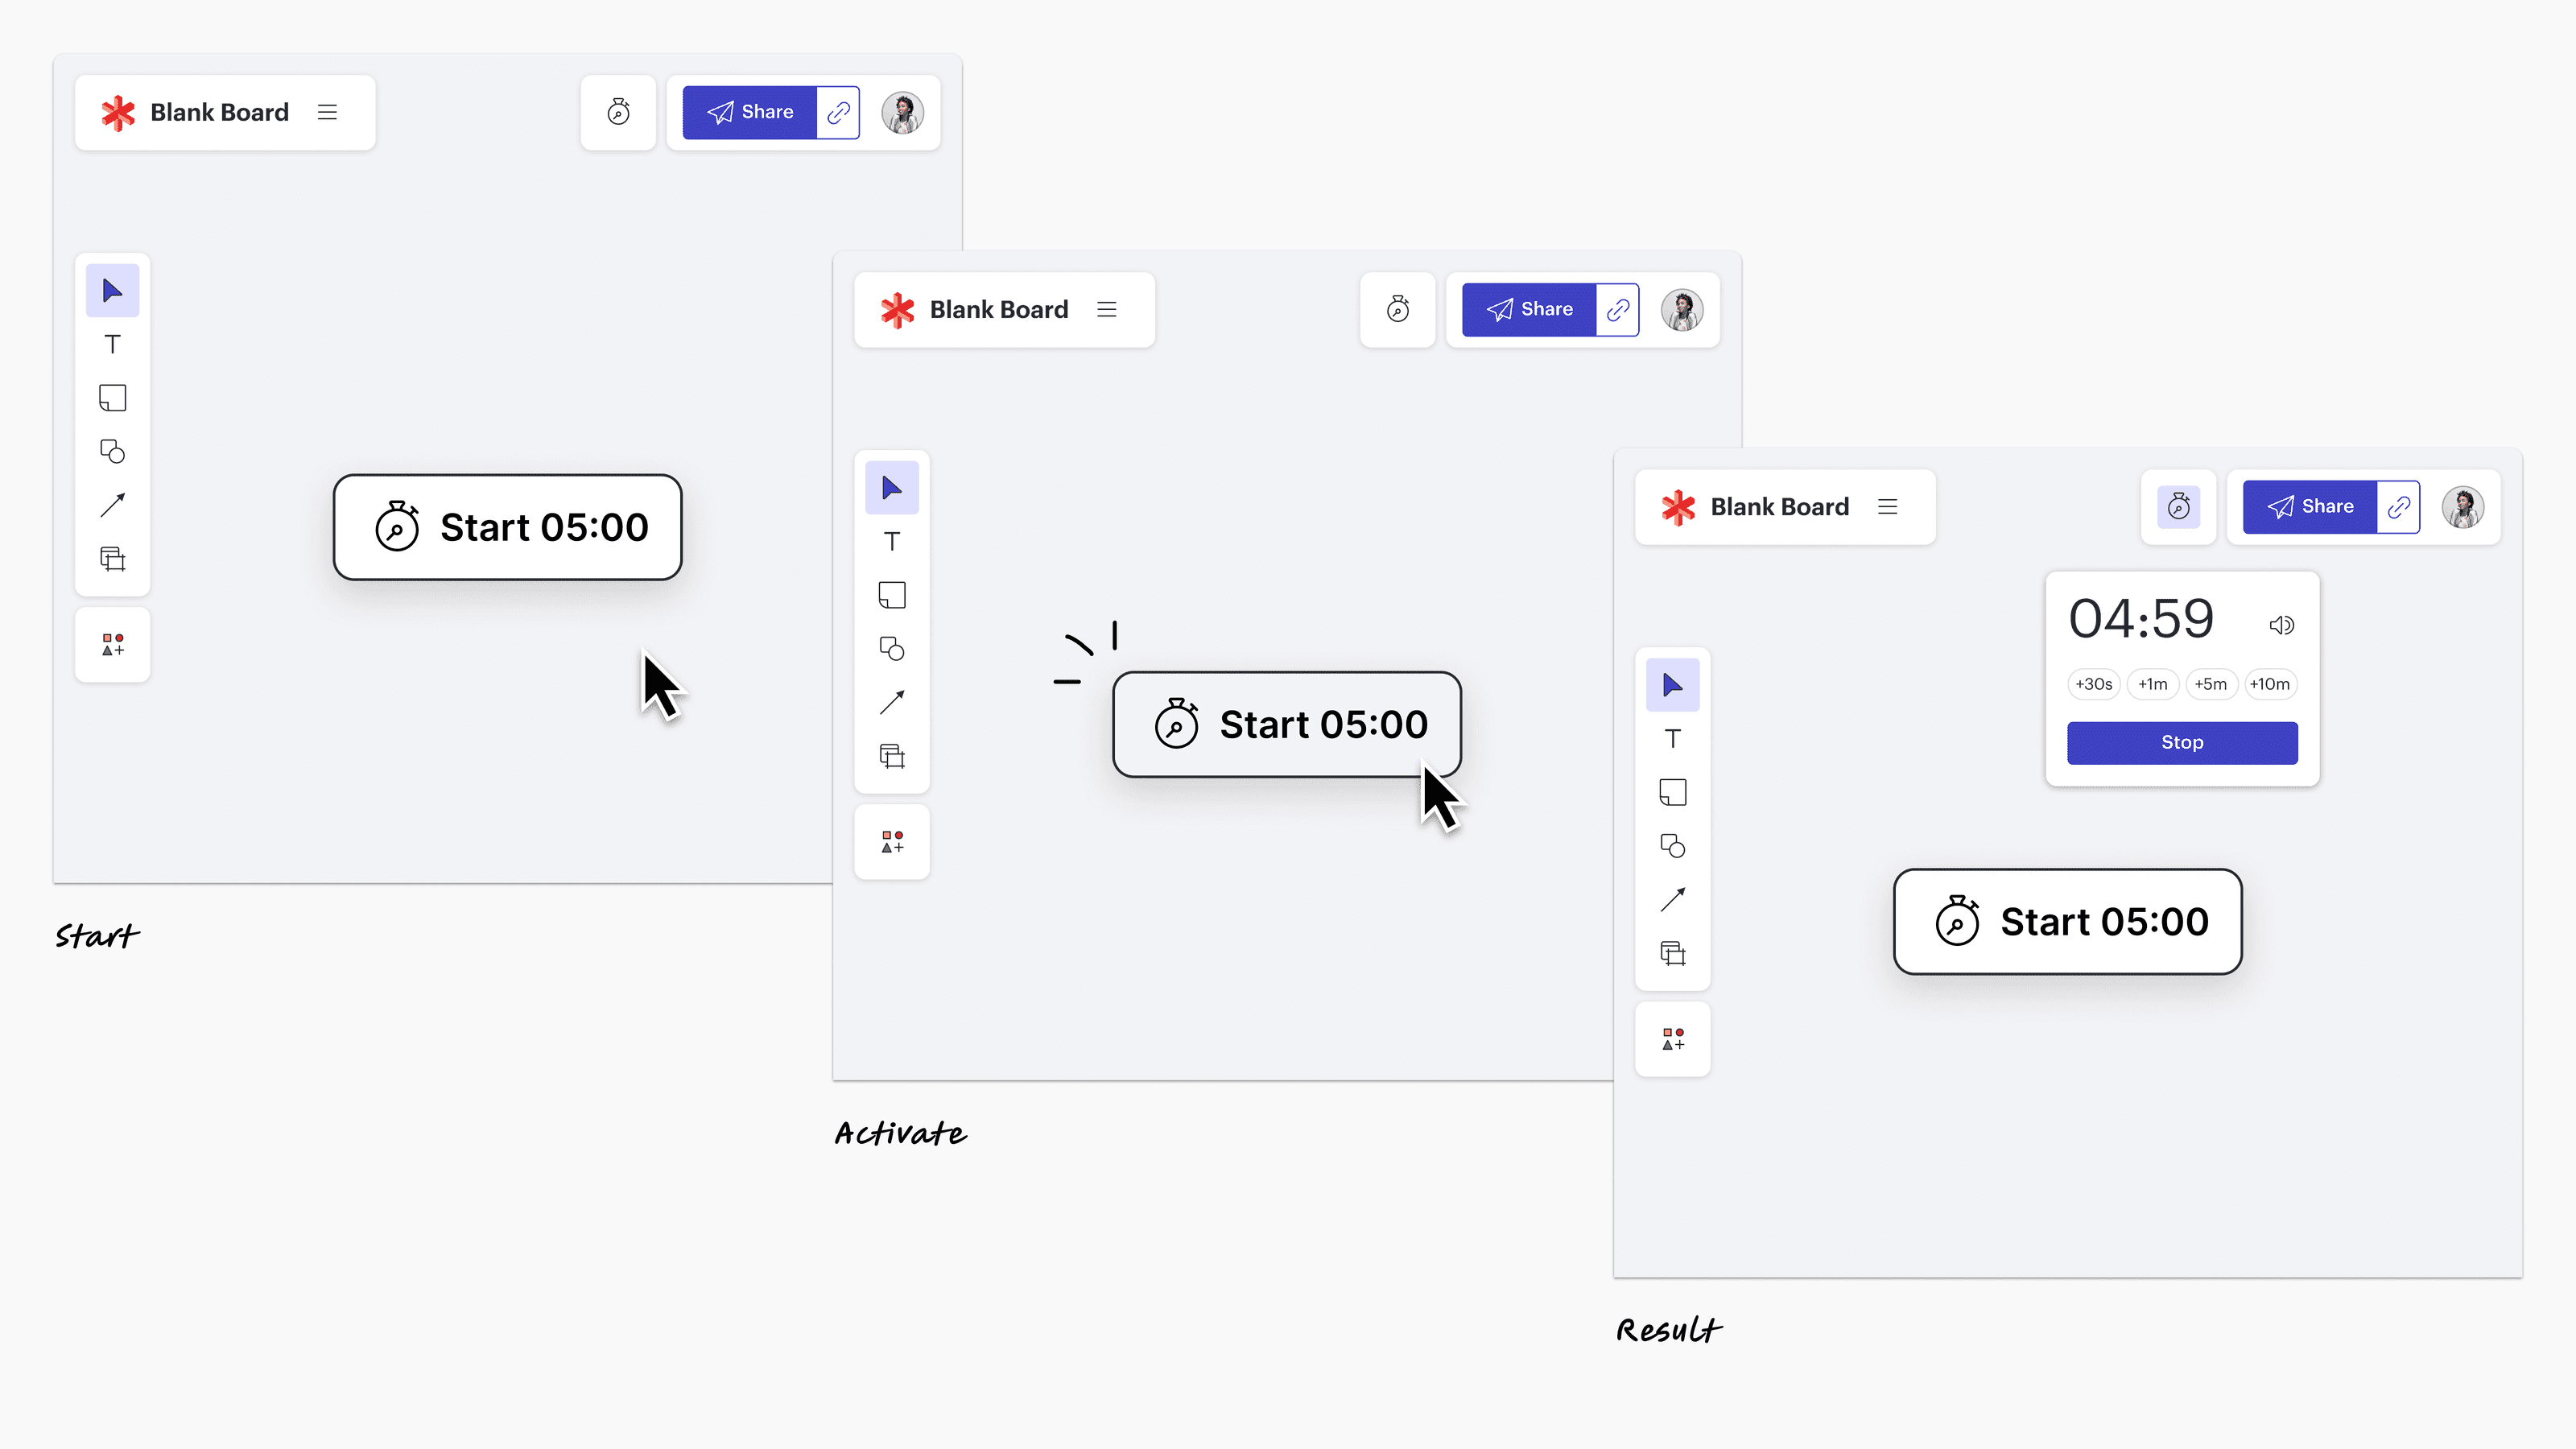 Blank Board
Share
T
Start 05:00
Start
Blank Board
Share
T
Start 05:00
Activate
Blank Board
Share
04:59
+30s +1m +5m +10m
Stop
T
Start 05:00
Result